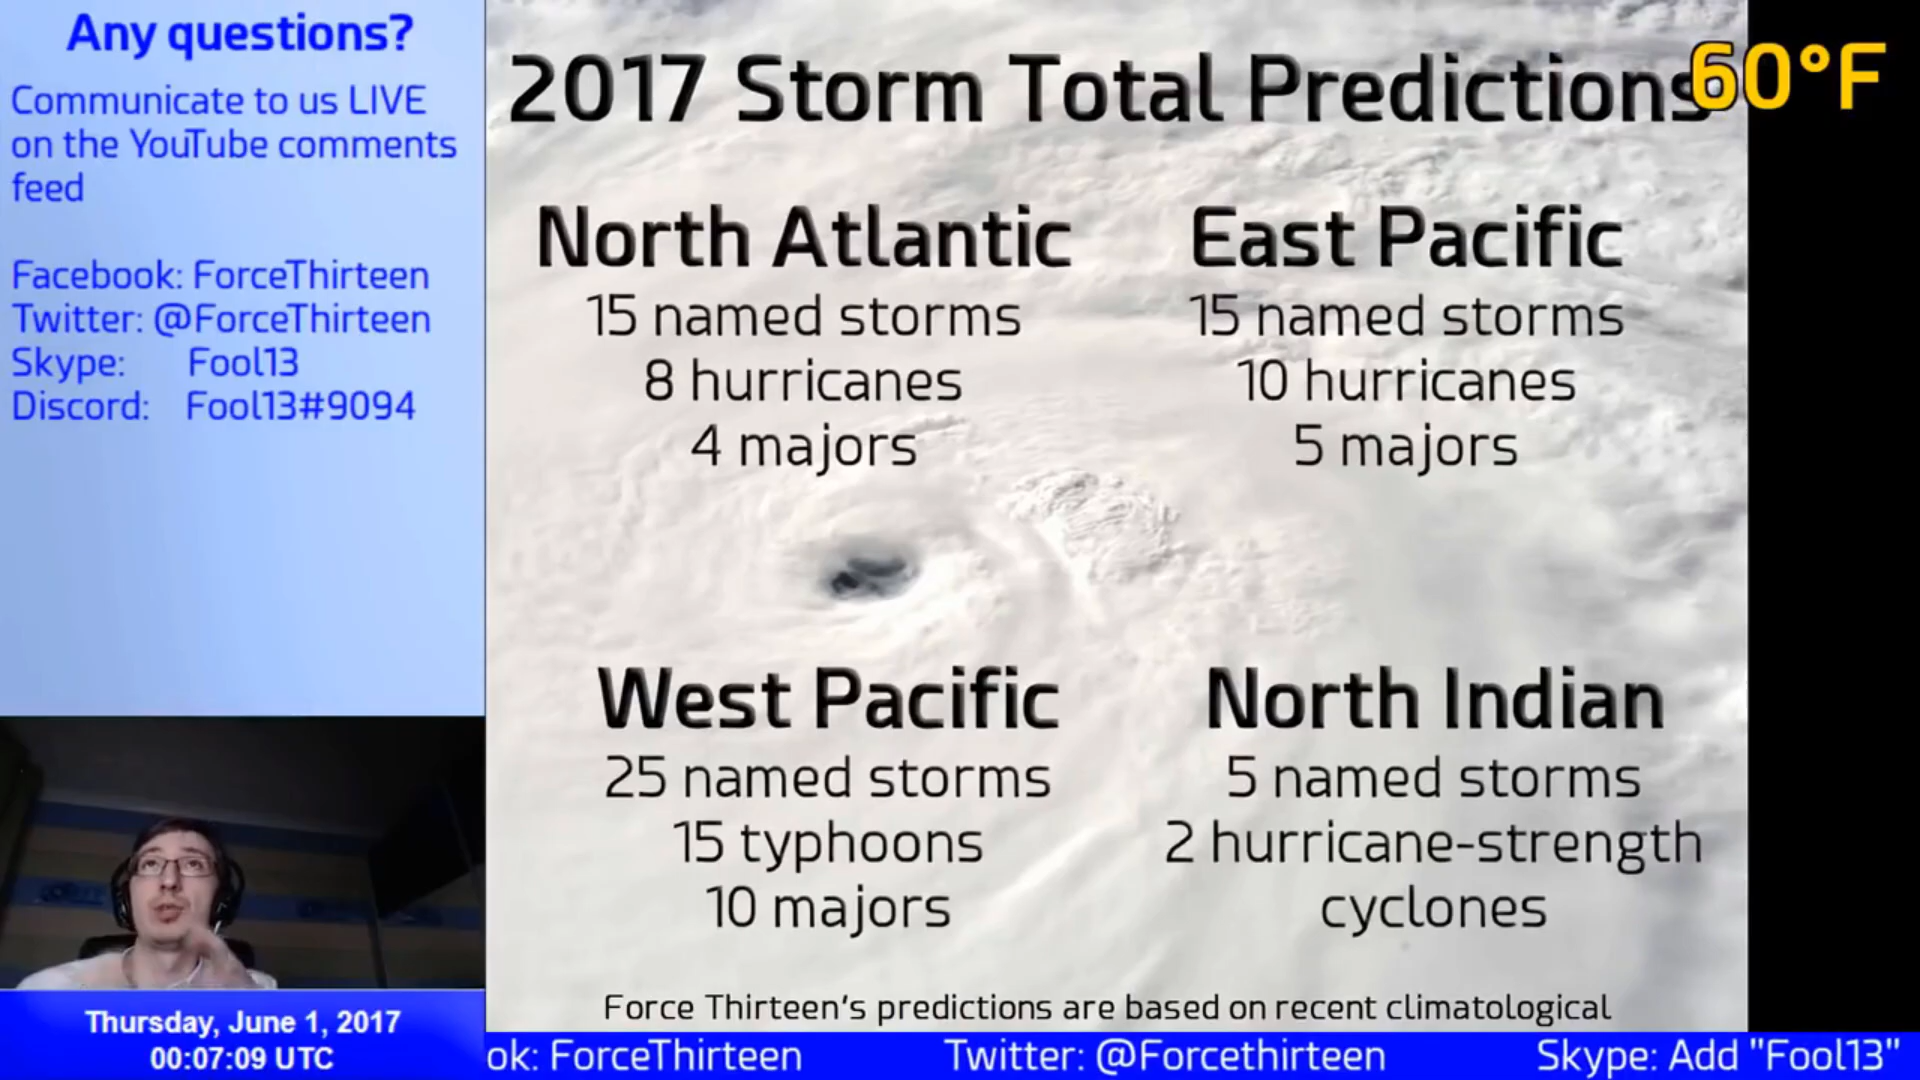 Any questions?
Communicate to us LIVE
on the YouTube comments
feed
Facebook: ForceThirteen
Twitter: @ForceThirteen
Skype: Fool13
Discord: Fool13#9094
2017 Storm Total Predictions
60°F
North Atlantic
15 named storms
8 hurricanes
4 majors
East Pacific
15 named storms
10 hurricanes
5 majors
West Pacific
25 named storms
15 typhoons
10 majors
North Indian
5 named storms
2 hurricane-strength
cyclones
Force Thirteen's predictions are based on recent climatological
Thursday, June 1, 2017
00:07:09 UTC
ok: ForceThirteen Twitter: @Forcethirteen Skype: Add "Fool13"